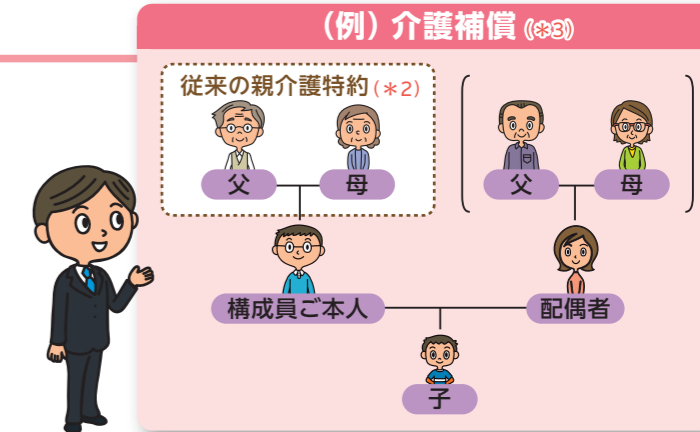 (例)介護補償(*3)
従来の親介護特約(*2)
父
母
父
母
構成員ご本人
配偶者
子